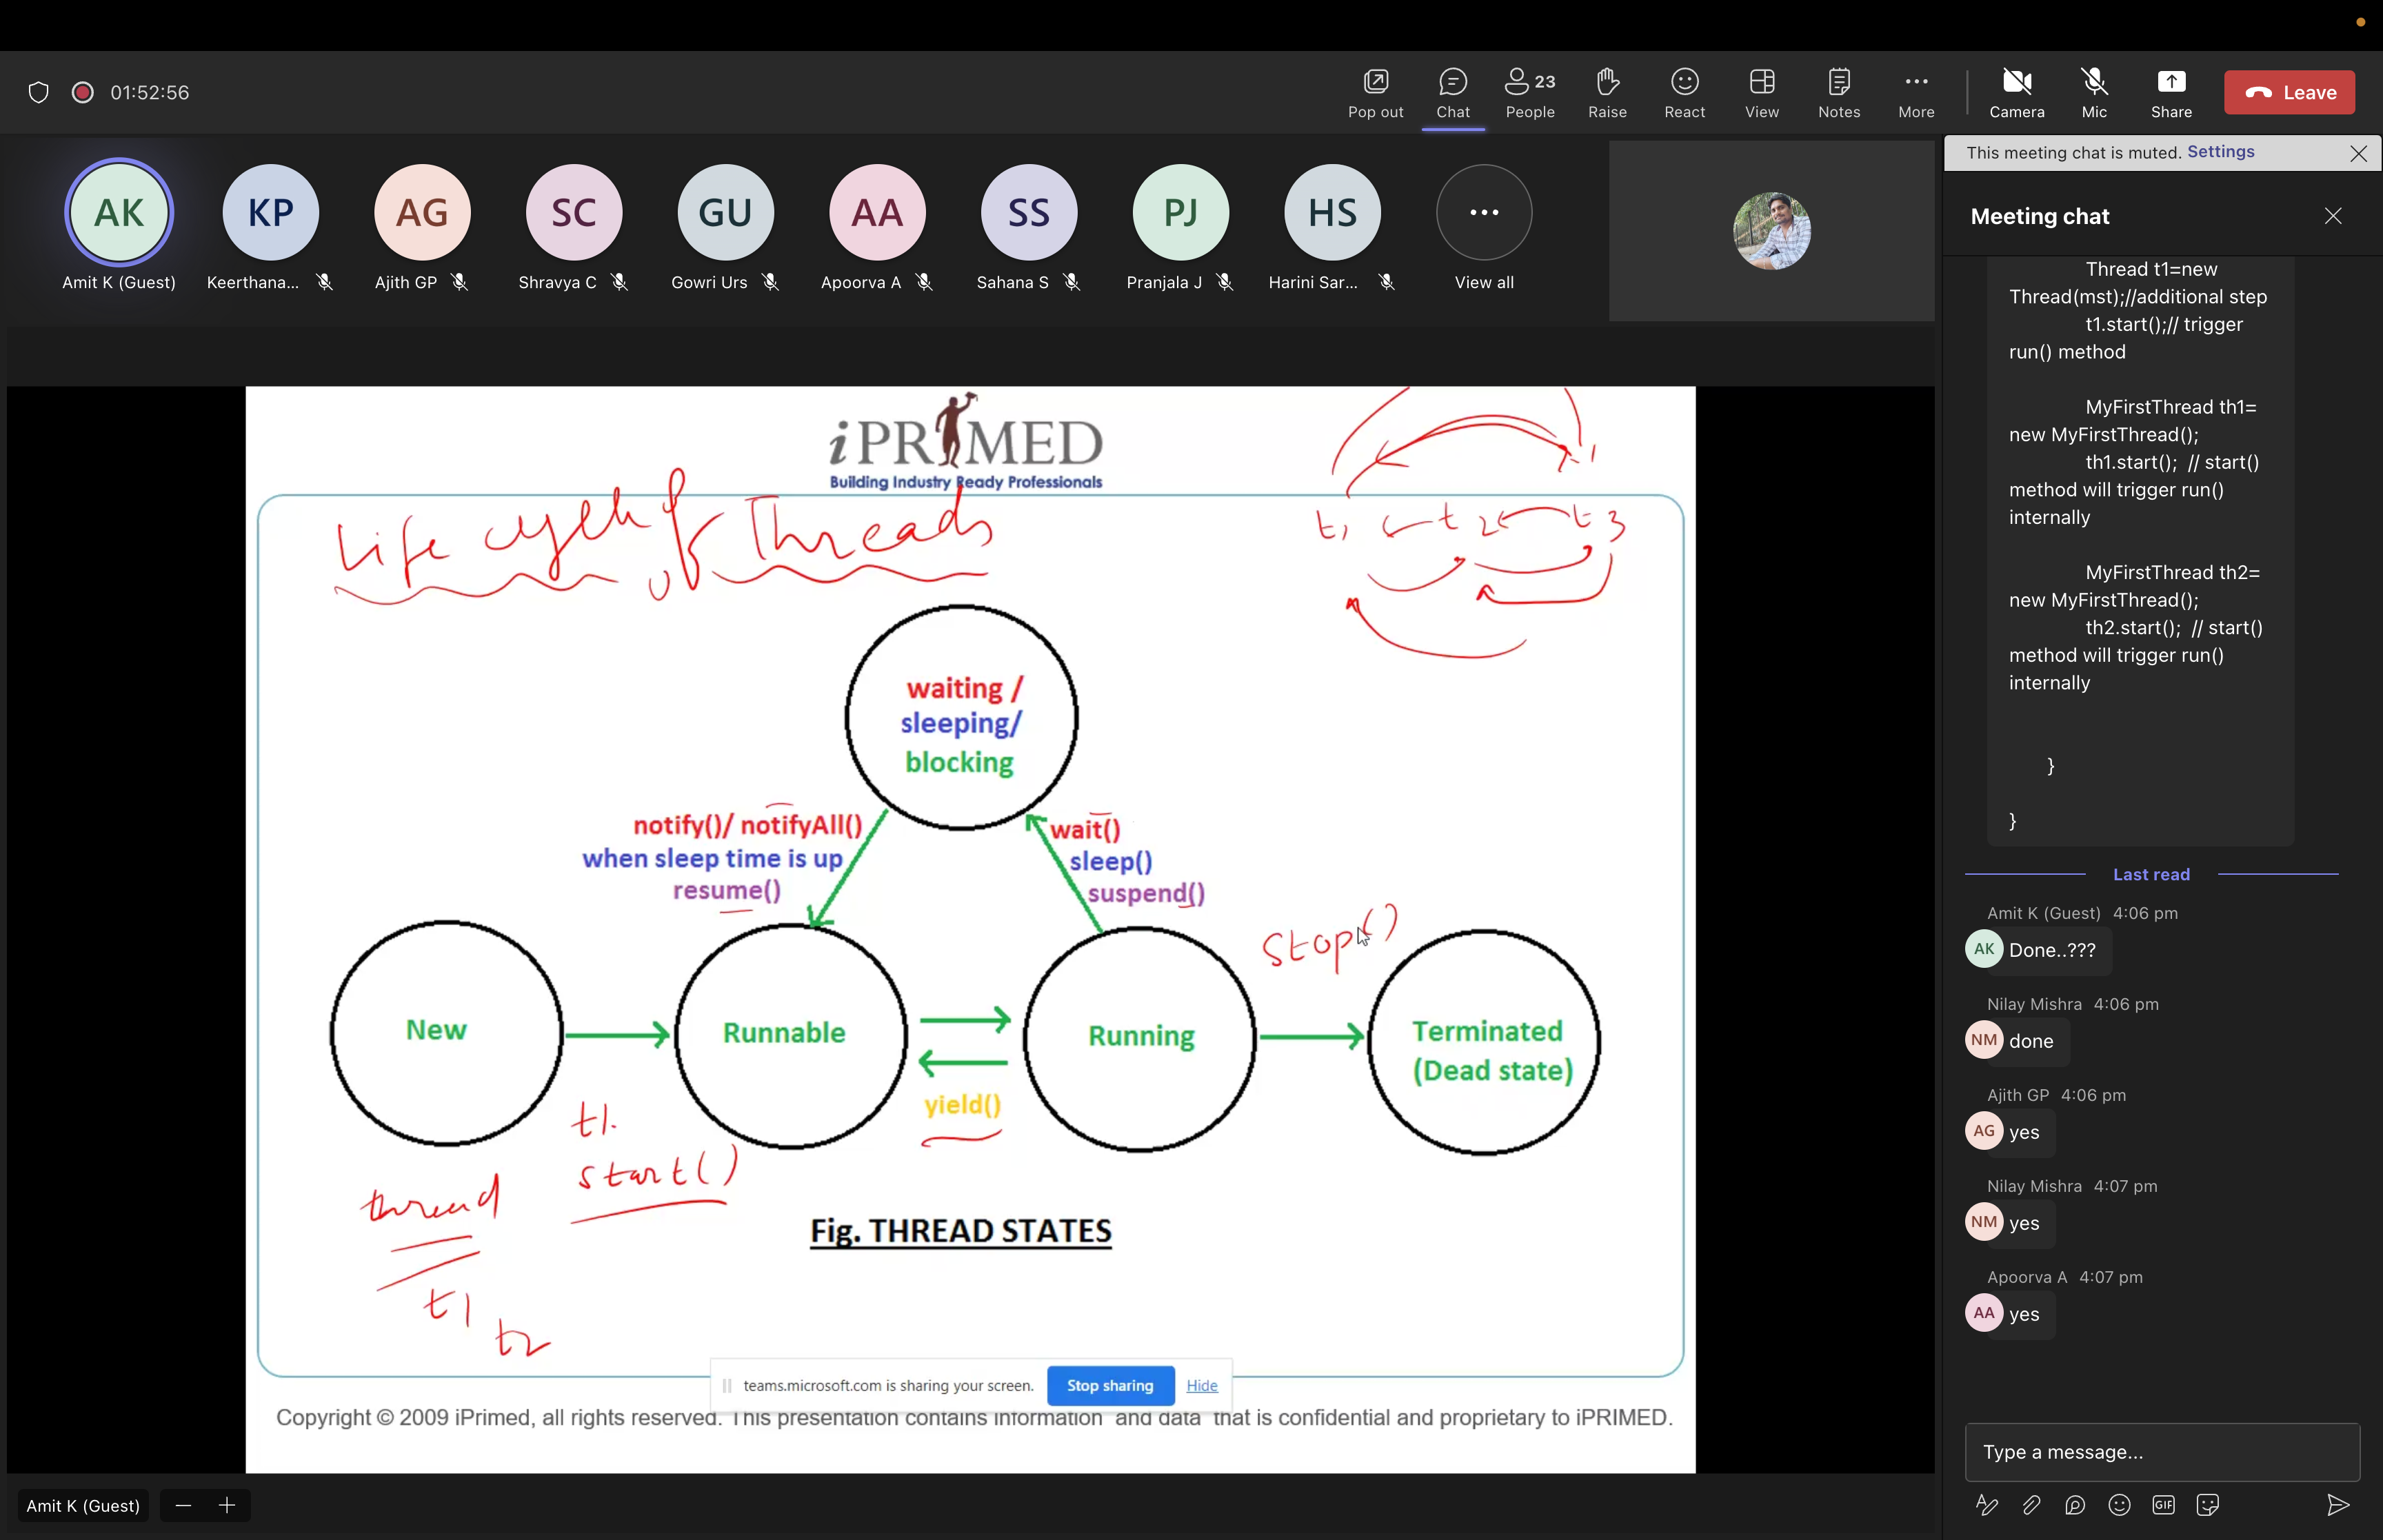 01:52:56
Pop out
Chat
23
People
Raise
React
View
Notes
More
Camera
Mic
Share
Leave
AK
KP
AG
SC
GU
AA
SS
PJ
HS
...
Amit K (Guest)
Keerthana...
Ajith GP
Shravya C
Gowri Urs
Apoorva A
Sahana S
Pranjala J
Harini Sar...
View all
iPRIMED
Building Industry Ready Professionals
Life cycle of Threads
t1 t2 t3
waiting /
sleeping/
blocking
notify()/ notifyAll()
when sleep time is up
resume()
wait()
sleep()
suspend()
stop()
New
Runnable
Running
Terminated
(Dead state)
yield()
t1.
start()
thread
t1
t2
Fig. THREAD STATES
teams.microsoft.com is sharing your screen.
Stop sharing
Hide
Copyright © 2009 iPrimed, all rights reserved. This presentation contains information and data that is confidential and proprietary to iPRIMED.
Amit K (Guest)
This meeting chat is muted. Settings
Meeting chat
Thread t1=new
Thread(mst);//additional step
t1.start();// trigger
run() method
MyFirstThread th1=
new MyFirstThread();
th1.start(); // start()
method will trigger run()
internally
MyFirstThread th2=
new MyFirstThread();
th2.start(); // start()
method will trigger run()
internally
}
}
Last read
Amit K (Guest) 4:06 pm
AK Done..???
Nilay Mishra 4:06 pm
NM done
Ajith GP 4:06 pm
AG yes
Nilay Mishra 4:07 pm
NM yes
Apoorva A 4:07 pm
AA yes
Type a message...
GIF